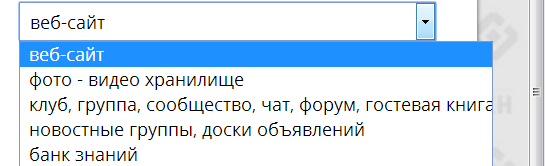 веб-сайт
веб-сайт
фото - видео хранилище
клуб, группа, сообщество, чат, форум, гостевая книга
новостные группы, доски объявлений
банк знаний